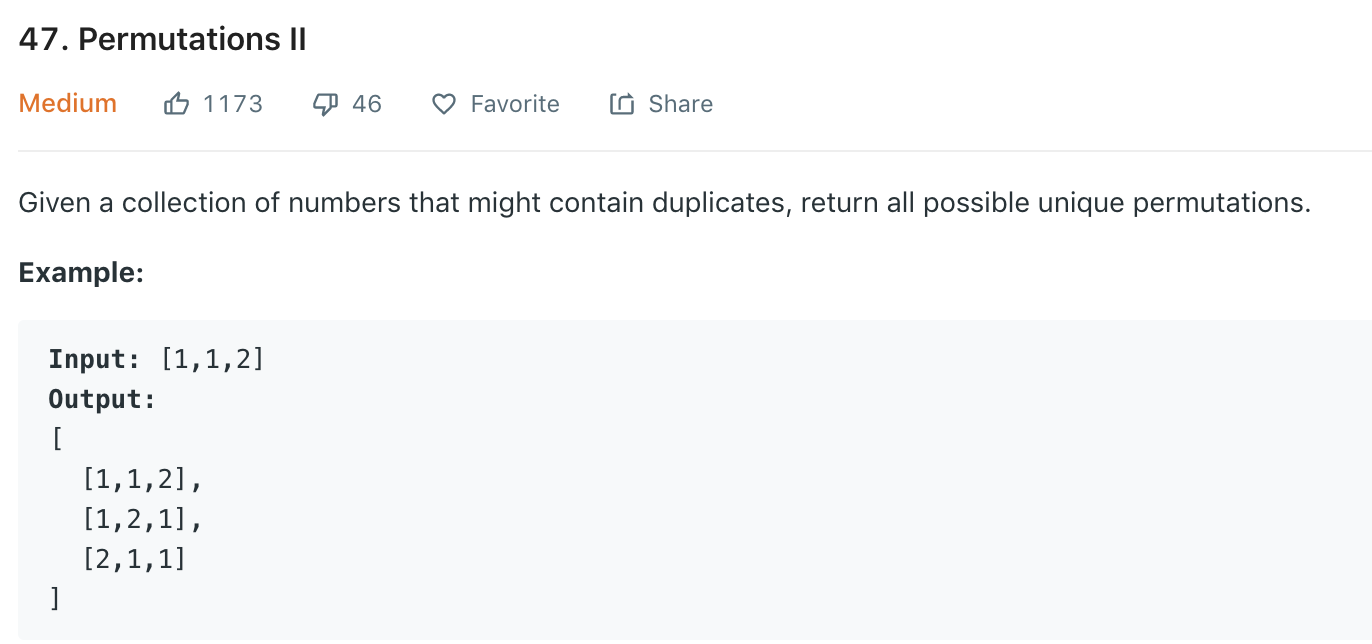 47. Permutations II
Medium 1173 46 Favorite Share
Given a collection of numbers that might contain duplicates, return all possible unique permutations.
Example:
Input: [1,1,2]
Output:
[
  [1,1,2],
  [1,2,1],
  [2,1,1]
]